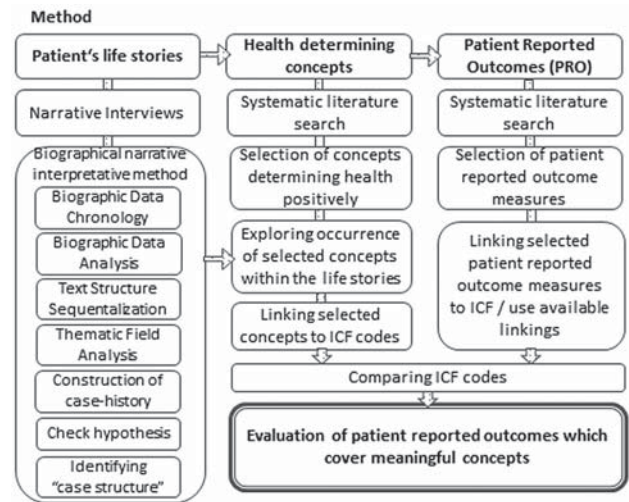 Method
Patient's life stories
Narrative Interviews
Biographical narrative
interpretative method
Biographic Data
Chronology
Biographic Data
Analysis
Text Structure
Sequentalization
Thematic Field
Analysis
Construction of
case-history
Check hypothesis
Identifying
"case structure"
Health determining
concepts
Systematic literature
search
Selection of concepts
determining health
positively
Exploring occurrence
of selected concepts
within the life stories
Linking selected
concepts to ICF codes
Patient Reported
Outcomes (PRO)
Systematic literature
search
Selection of patient
reported outcome
measures
Linking selected
patient reported
outcome measures
to ICF / use available
linkings
Comparing ICF codes
Evaluation of patient reported outcomes which
cover meaningful concepts